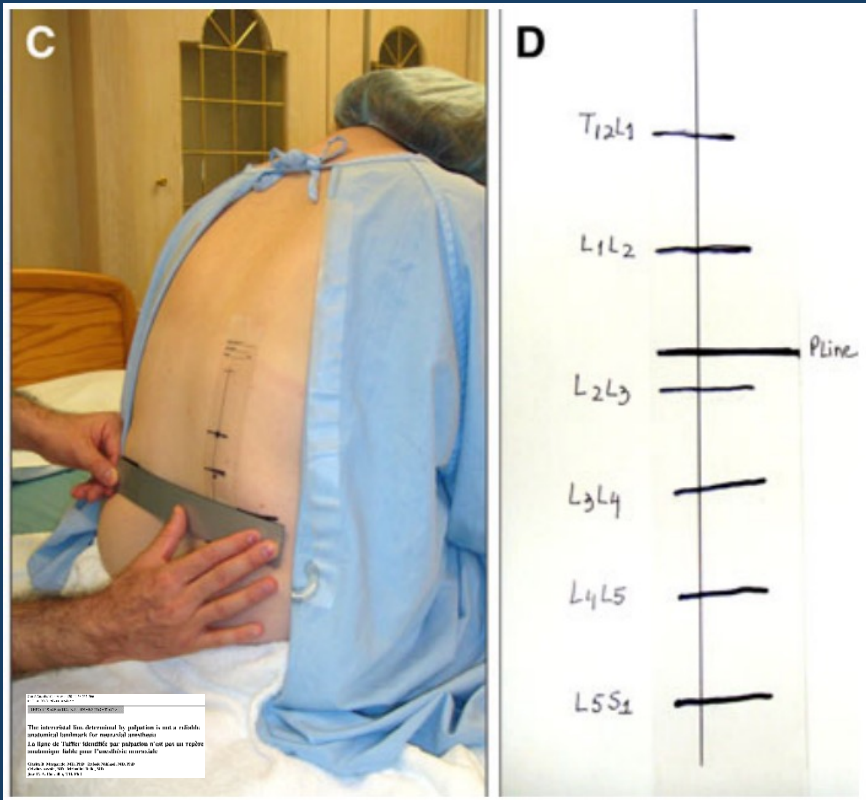 C
D
T12L1
L1L2
PLine
L2L3
L3L4
L4L5
L5S1
The intercristal line determined by palpation is not a reliable
anatomical landmark for neuraxial anesthesia
La ligne de Tuffier identifiée par palpation n'est pas un repère
anatomique fiable pour l'anesthésie neuraxiale